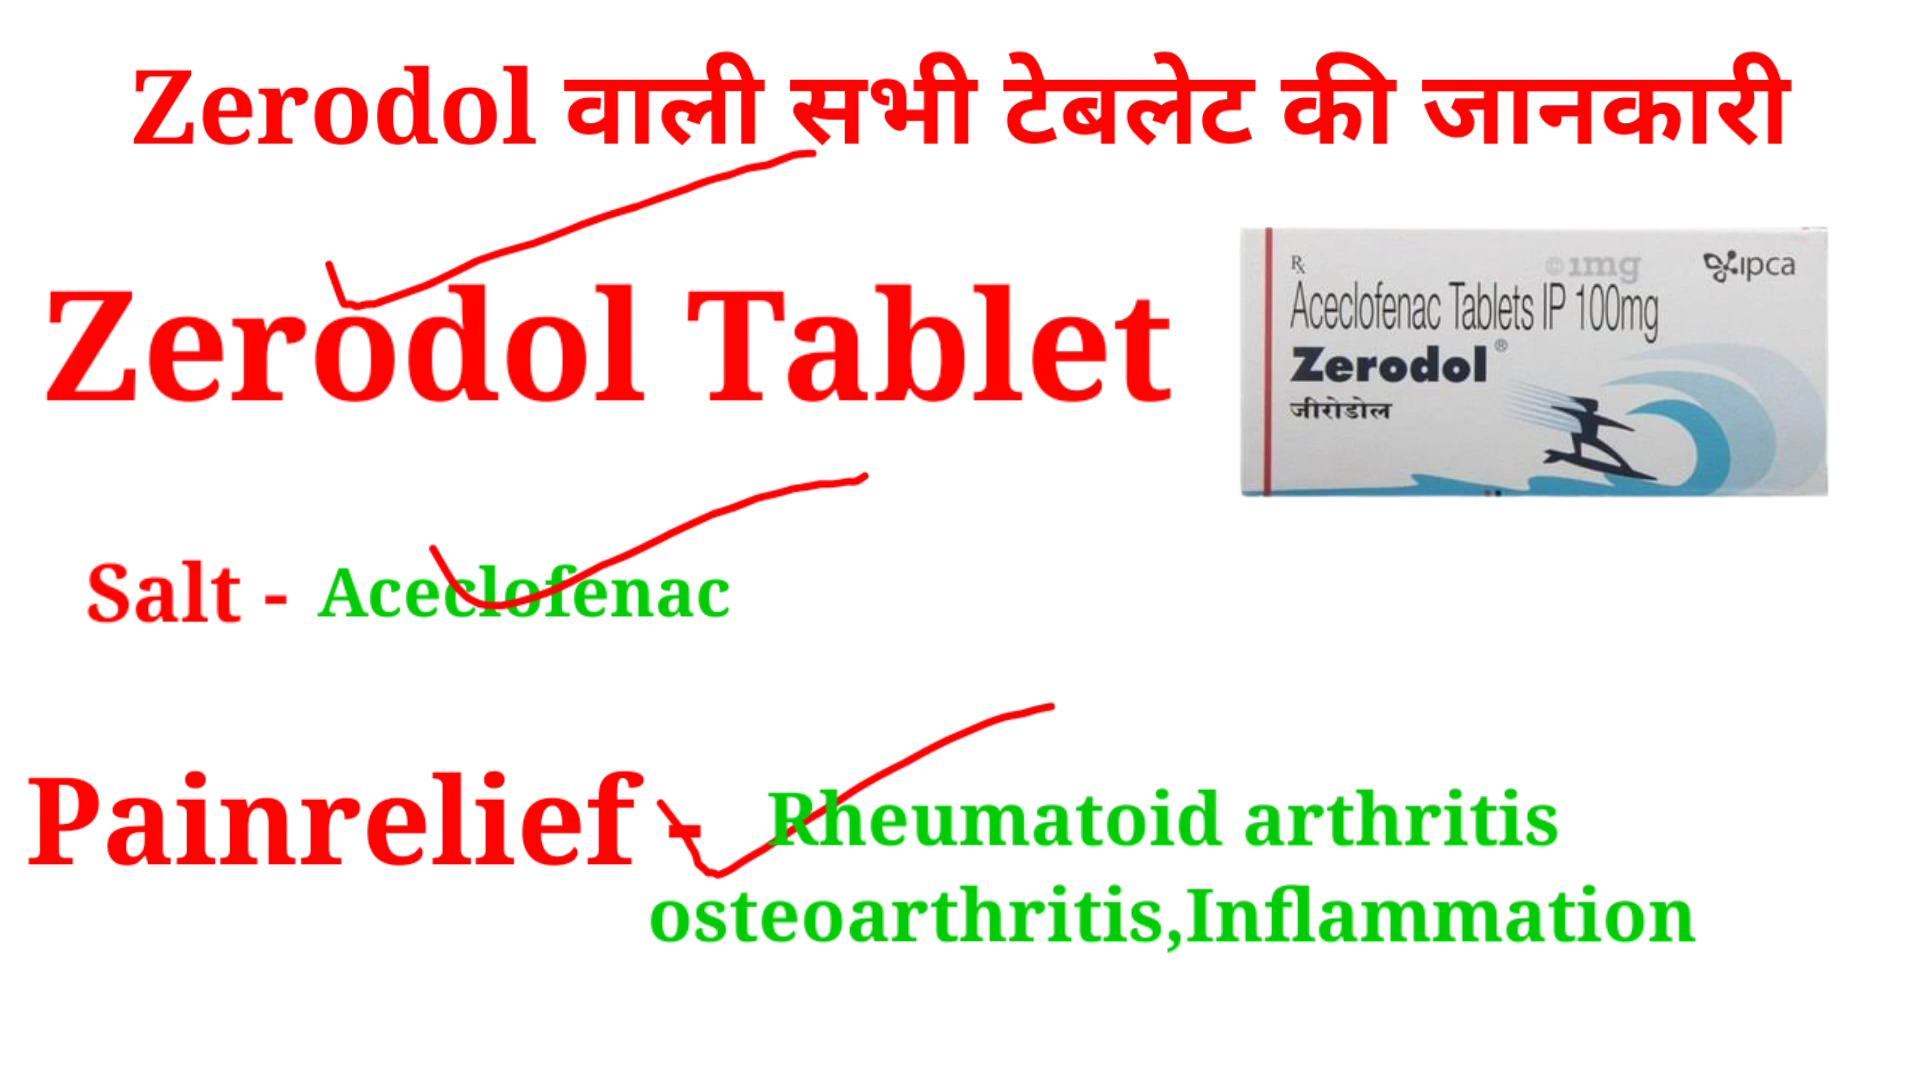 Zerodol वाली सभी टेबलेट की जानकारी
Zerodol Tablet
Rx
©1mg
ipca
Aceclofenac Tablets IP 100mg
Zerodol®
जीरोडोल
Salt - Aceclofenac
Painrelief - Rheumatoid arthritis
osteoarthritis,Inflammation